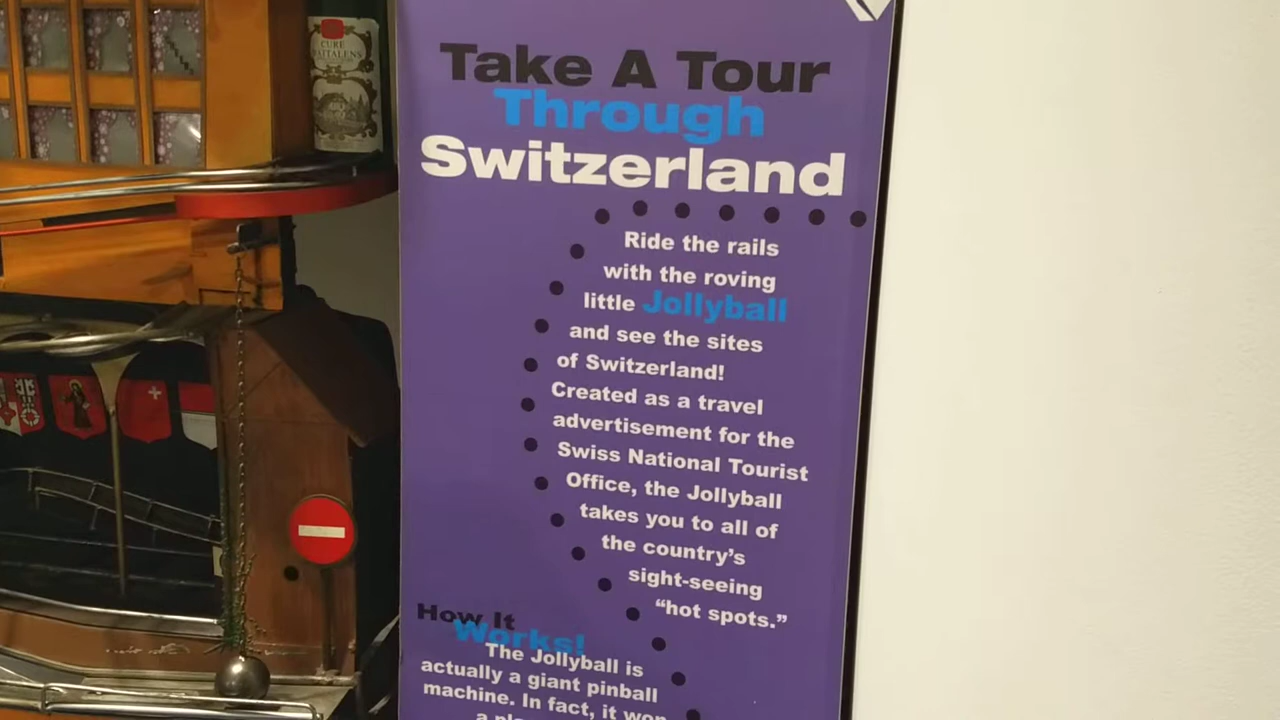 CURE
Take A Tour
Through
Switzerland
Ride the rails
with the roving
little Jollyball
and see the sites
of Switzerland!
Created as a travel
advertisement for the
Swiss National Tourist
Office, the Jollyball
takes you to all of
the country's
sight-seeing
“hot spots.”
How It
Works!
The Jollyball is
actually a giant pinball
machine. In fact, it won